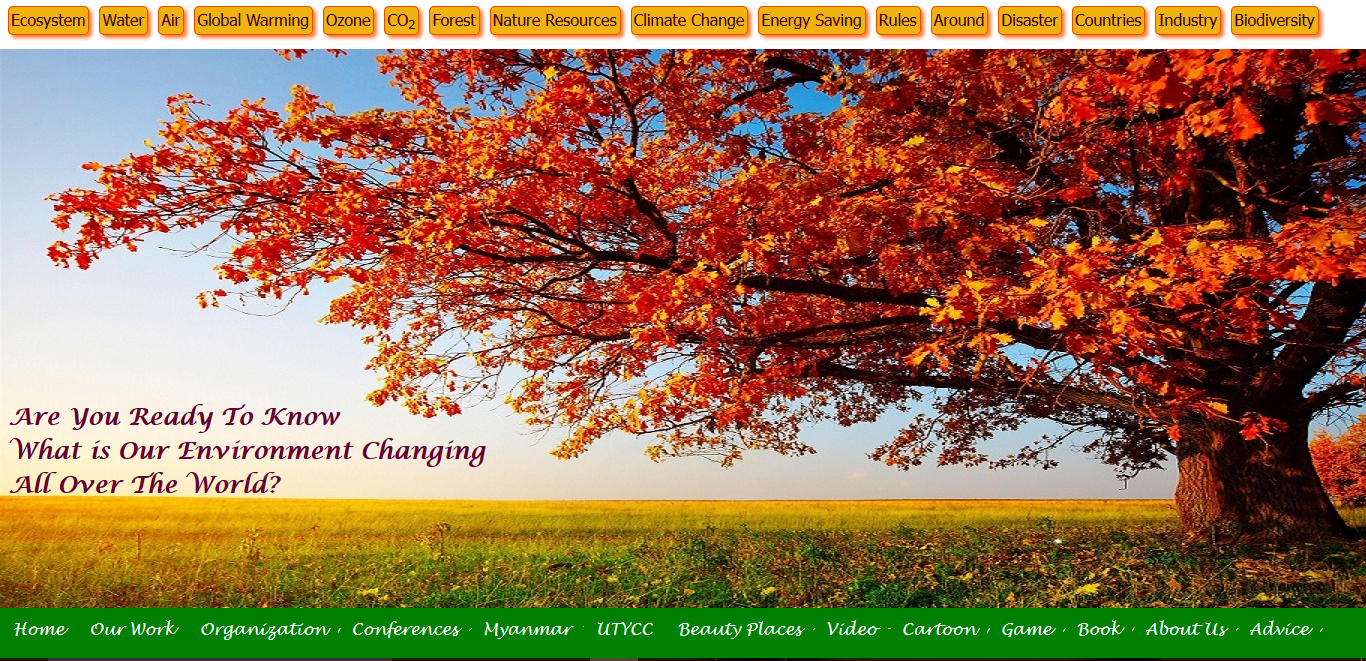 Ecosystem Water Air Global Warming Ozone CO2 Forest Nature Resources Climate Change Energy Saving Rules Around Disaster Countries Industry Biodiversity
Are You Ready To Know
What is Our Environment Changing
All Over The World?
Home Our Work Organization Conferences Myanmar UTYCC Beauty Places Video Cartoon Game Book About Us Advice